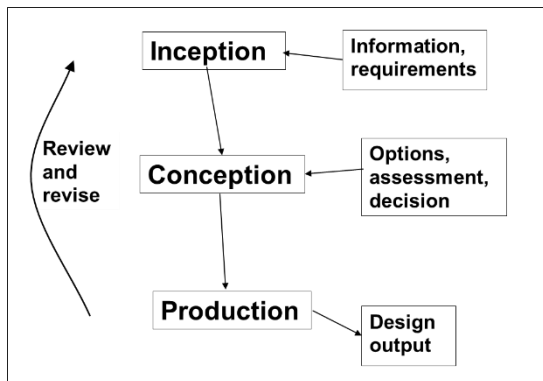 Inception
Information,
requirements
Review
and
revise
Conception
Options,
assessment,
decision
Production
Design
output